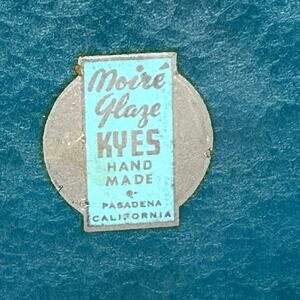 Moiré
Glaze
KYES
HAND
MADE
PASADENA
CALIFORNIA